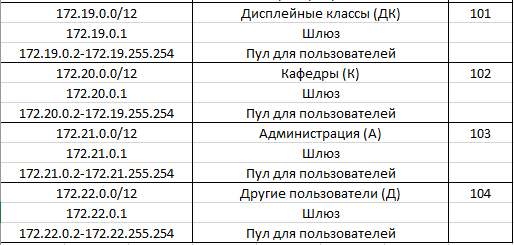 172.19.0.0/12 Дисплейные классы (ДК) 101
172.19.0.1 Шлюз
172.19.0.2-172.19.255.254 Пул для пользователей
172.20.0.0/12 Кафедры (К) 102
172.20.0.1 Шлюз
172.20.0.2-172.19.255.254 Пул для пользователей
172.21.0.0/12 Администрация (А) 103
172.21.0.1 Шлюз
172.21.0.2-172.21.255.254 Пул для пользователей
172.22.0.0/12 Другие пользователи (Д) 104
172.22.0.1 Шлюз
172.22.0.2-172.22.255.254 Пул для пользователей